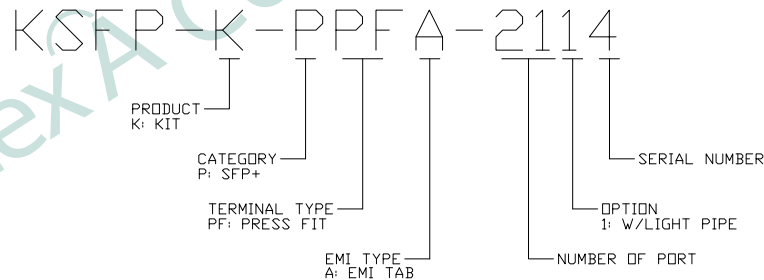 KSFP-K-PPFA-2114
PRODUCT
K: KIT
CATEGORY
P: SFP+
TERMINAL TYPE
PF: PRESS FIT
EMI TYPE
A: EMI TAB
SERIAL NUMBER
OPTION
1: W/LIGHT PIPE
NUMBER OF PORT